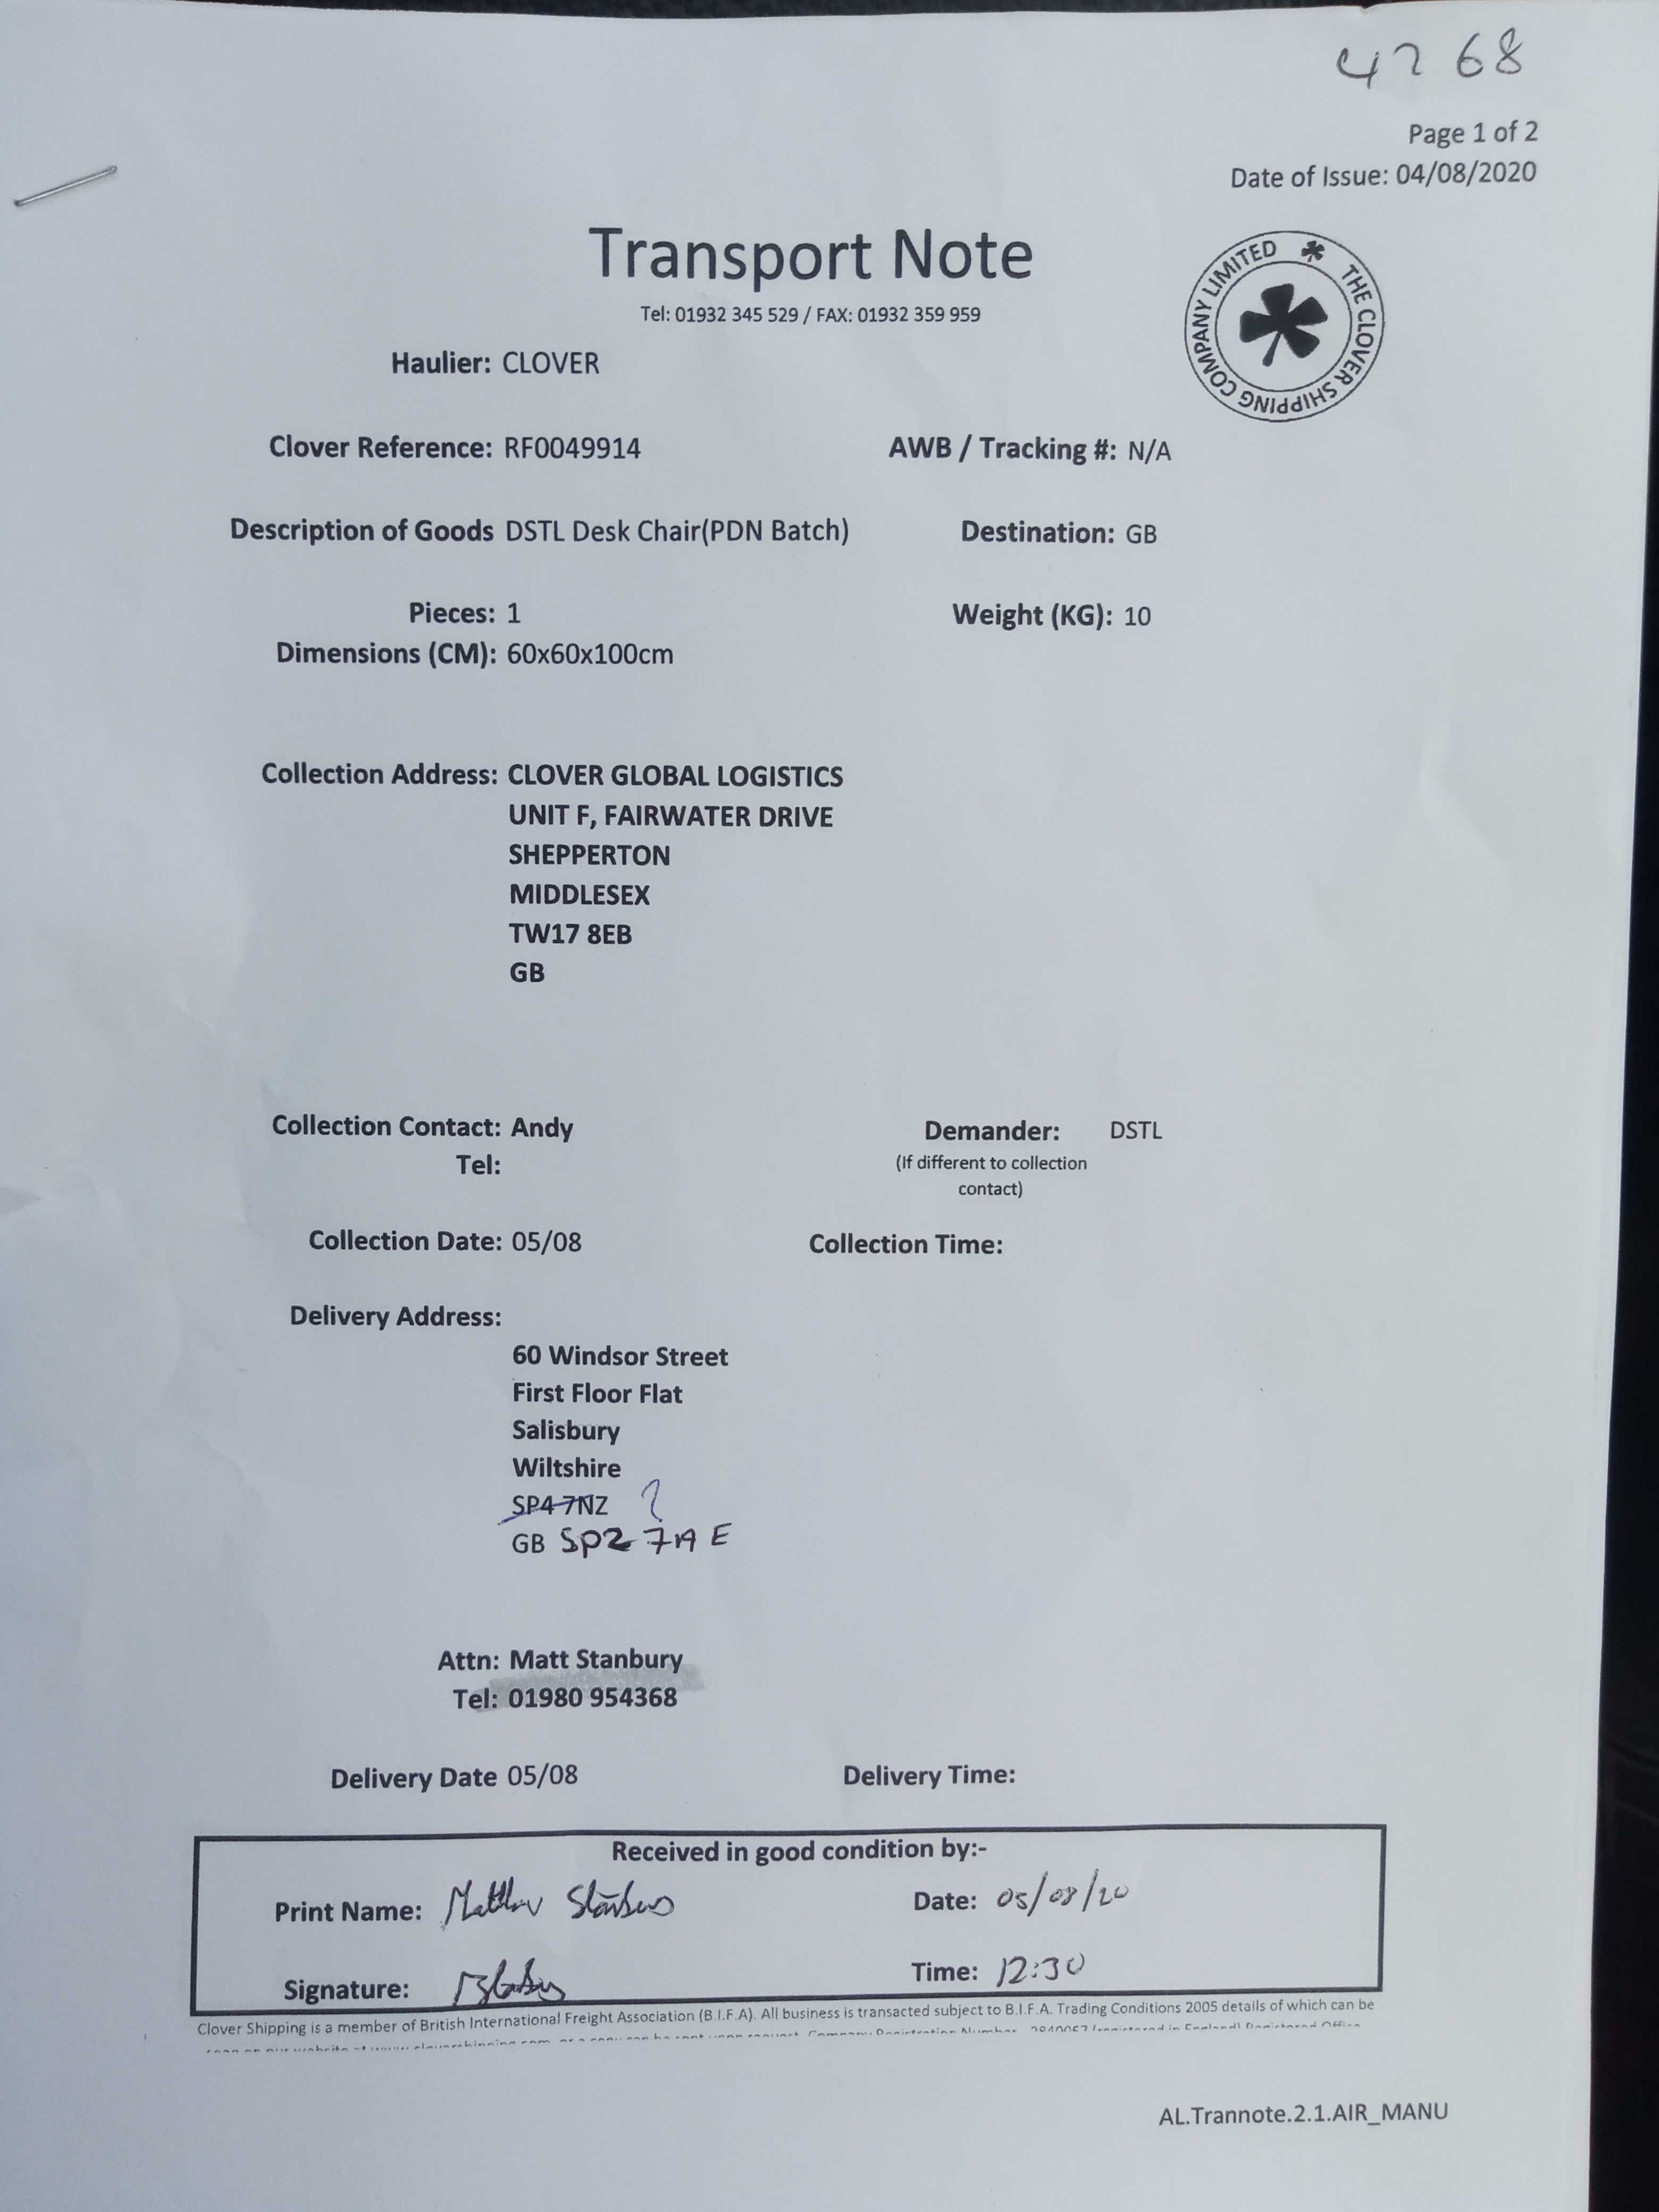 4268
Page 1 of 2
Date of Issue: 04/08/2020
Transport Note
Tel: 01932 345 529 / FAX: 01932 359 959
THE CLOVER SHIPPING COMPANY LIMITED
Haulier: CLOVER
Clover Reference: RF0049914 AWB / Tracking #: N/A
Description of Goods DSTL Desk Chair(PDN Batch) Destination: GB
Pieces: 1 Weight (KG): 10
Dimensions (CM): 60x60x100cm
Collection Address: CLOVER GLOBAL LOGISTICS
UNIT F, FAIRWATER DRIVE
SHEPPERTON
MIDDLESEX
TW17 8EB
GB
Collection Contact: Andy Demander: DSTL
Tel: (If different to collection
contact)
Collection Date: 05/08 Collection Time:
Delivery Address:
60 Windsor Street
First Floor Flat
Salisbury
Wiltshire
SP4 7NZ ?
GB SP2 7AE
Attn: Matt Stanbury
Tel: 01980 954368
Delivery Date 05/08 Delivery Time:
Received in good condition by:-
Print Name: Matthew Stanbury Date: 05/08/20
Signature: Time: 12:30
Clover Shipping is a member of British International Freight Association (B.I.F.A). All business is transacted subject to B.I.F.A. Trading Conditions 2005 details of which can be
AL.Trannote.2.1.AIR_MANU